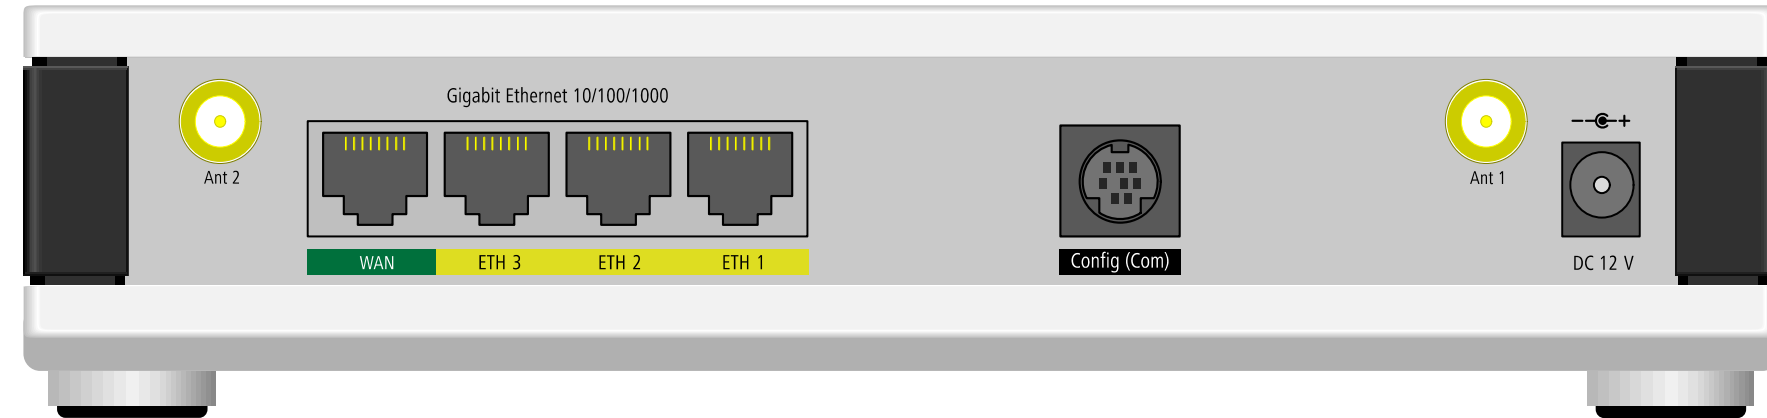 Gigabit Ethernet 10/100/1000
Ant 2
Ant 1
WAN ETH 3 ETH 2 ETH 1
Config (Com)
DC 12 V